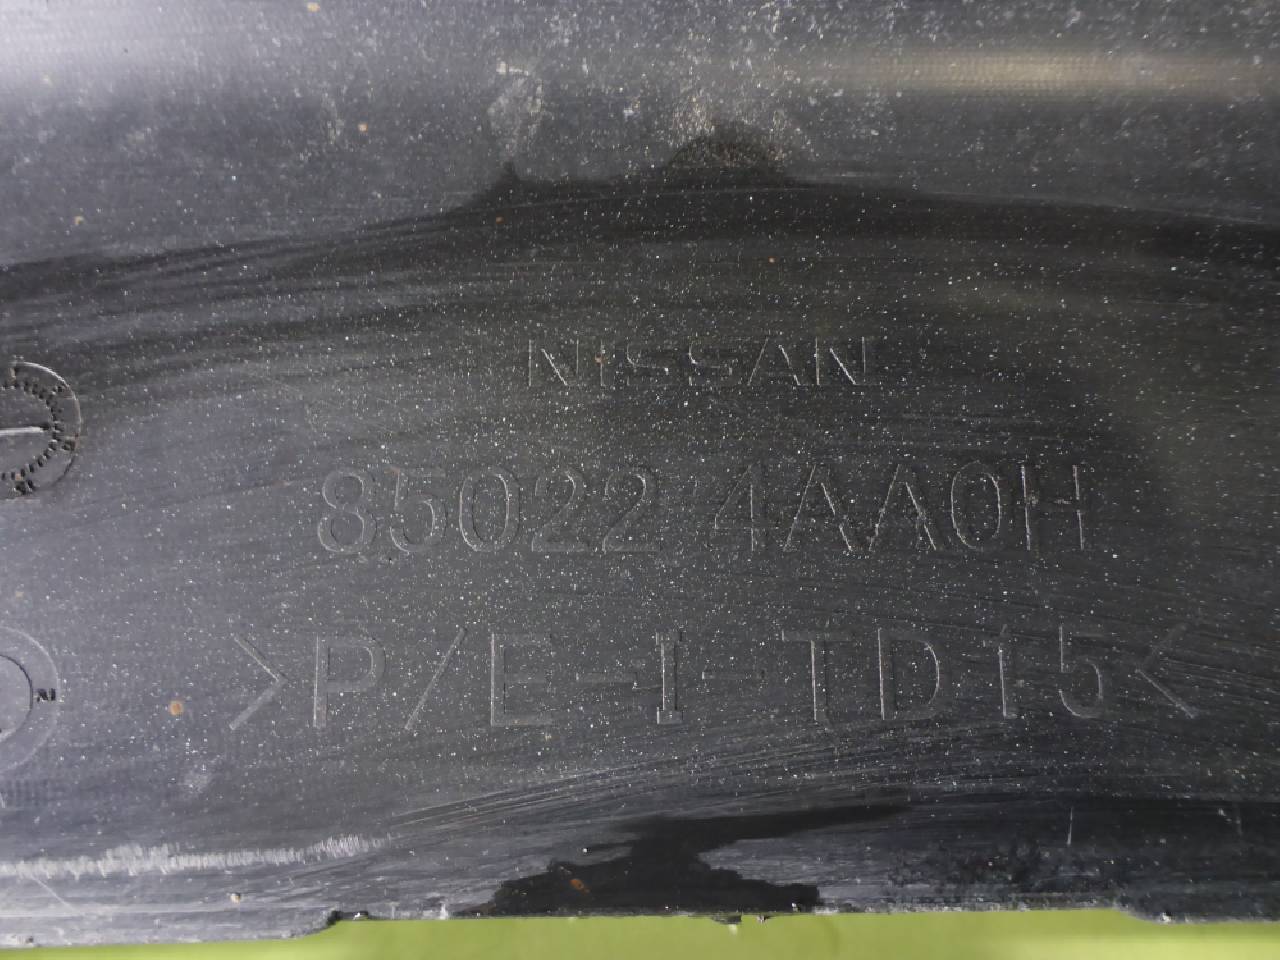 NISSAN
85022 4AA0H
>P/E-I-TD15<